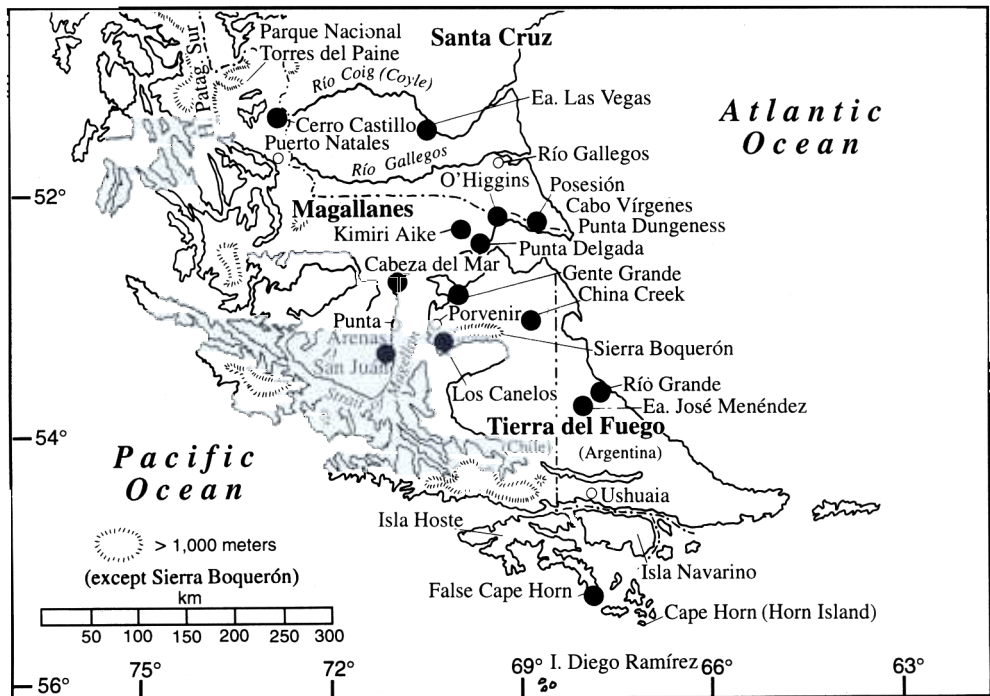 Parque Nacional
Torres del Paine
Santa Cruz
H. Patag. Sur
Río Coig (Coyle)
Ea. Las Vegas
Atlantic
Ocean
Cerro Castillo
Puerto Natales
Río Gallegos
Río Gallegos
O'Higgins
Posesión
52°
Cabo Vírgenes
Magallanes
Punta Dungeness
Kimiri Aike
Punta Delgada
Cabeza del Mar
Gente Grande
China Creek
Punta
Arenas
Porvenir
Sierra Boquerón
San Juán
Strait of Magellan
Los Canelos
Río Grande
Ea. José Menéndez
Tierra del Fuego
54°
(Chile)
(Argentina)
Pacific
Ocean
Ushuaia
Isla Hoste
> 1,000 meters
(except Sierra Boquerón)
Isla Navarino
km
False Cape Horn
Cape Horn (Horn Island)
50 100 150 200 250 300
I. Diego Ramírez
75° 72° 69° 66° 63°
56°